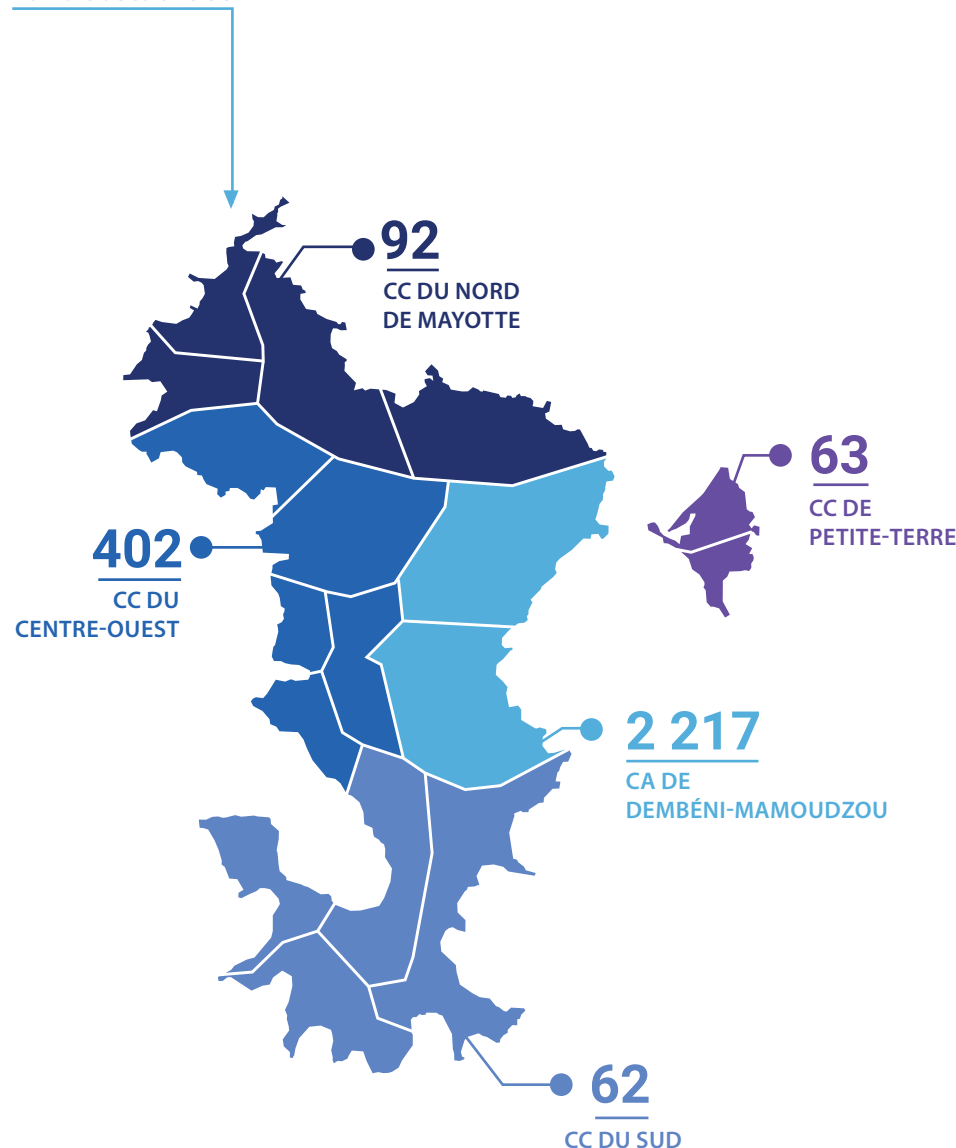 92
CC DU NORD
DE MAYOTTE
63
CC DE
PETITE-TERRE
402
CC DU
CENTRE-OUEST
2 217
CA DE
DEMBÉNI-MAMOUDZOU
62
CC DU SUD